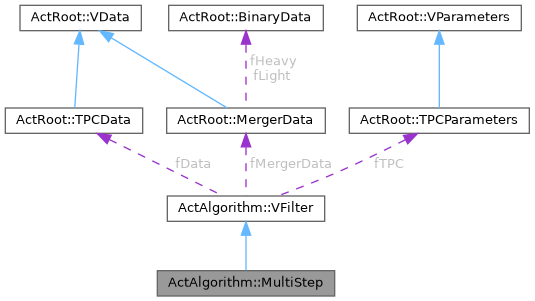 ActRoot::VData
ActRoot::BinaryData
ActRoot::VParameters
fHeavy
fLight
ActRoot::TPCData
ActRoot::MergerData
ActRoot::TPCParameters
fData
fMergerData
fTPC
ActAlgorithm::VFilter
ActAlgorithm::MultiStep